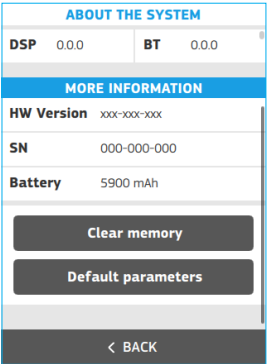 ABOUT THE SYSTEM
DSP 0.0.0 BT 0.0.0
MORE INFORMATION
HW Version xxx-xxx-xxx
SN 000-000-000
Battery 5900 mAh
Clear memory
Default parameters
< BACK